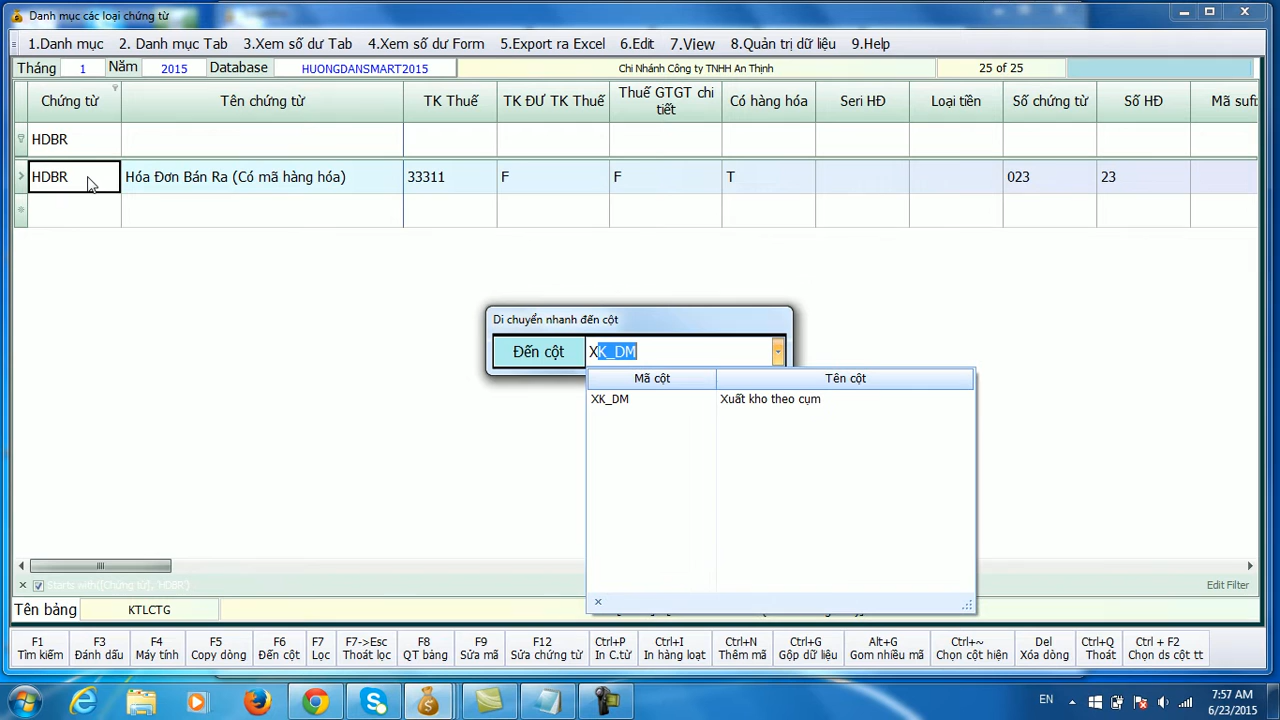 Danh mục các loại chứng từ
1.Danh mục 2. Danh mục Tab 3.Xem số dư Tab 4.Xem số dư Form 5.Export ra Excel 6.Edit 7.View 8.Quản trị dữ liệu 9.Help
Tháng 1 Năm 2015 Database HUONGDANSMART2015 Chi Nhánh Công ty TNHH An Thịnh 25 of 25
Chứng từ Tên chứng từ TK Thuế TK ĐƯ TK Thuế Thuế GTGT chi tiết Có hàng hóa Seri HĐ Loại tiền Số chứng từ Số HĐ Mã sufi
HDBR
HDBR Hóa Đơn Bán Ra (Có mã hàng hóa) 33311 F F T 023 23
Di chuyển nhanh đến cột
Đến cột XK_DM
Mã cột Tên cột
XK_DM Xuất kho theo cụm
Starts with([Chứng từ], 'HDBR') Edit Filter
Tên bảng KTLCTG
F1 F3 F4 F5 F6 F7 F7->Esc F8 F9 F12 Ctrl+P Ctrl+I Ctrl+N Ctrl+G Alt+G Ctrl+~ Del Ctrl+Q Ctrl + F2
Tìm kiếm Đánh dấu Máy tính Copy dòng Đến cột Lọc Thoát lọc QT bảng Sửa mã Sửa chứng từ In C.từ In hàng loạt Thêm mã Gộp dữ liệu Gom nhiều mã Chọn cột hiện Xóa dòng Thoát Chọn ds cột tt
EN 7:57 AM
6/23/2015